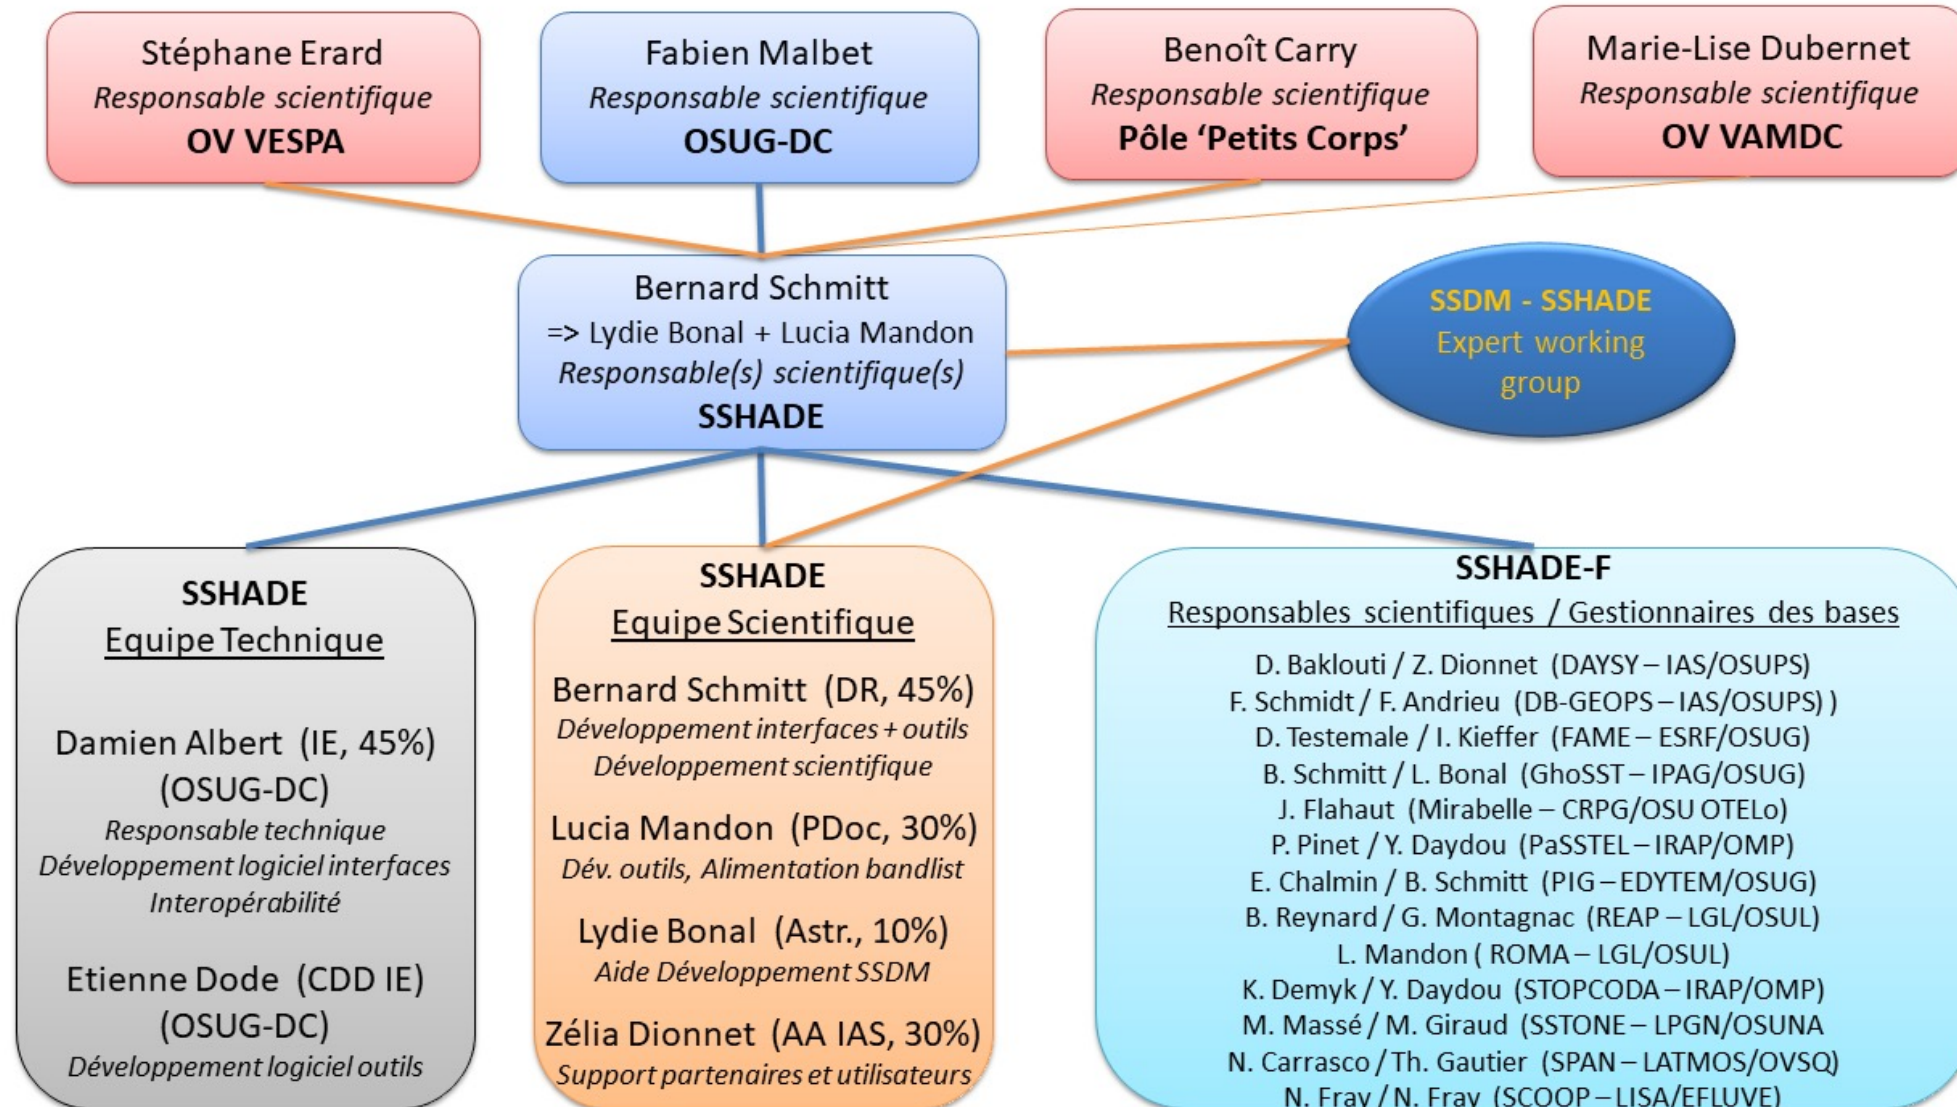 Stéphane Erard
Responsable scientifique
OV VESPA
Fabien Malbet
Responsable scientifique
OSUG-DC
Benoît Carry
Responsable scientifique
Pôle ‘Petits Corps’
Marie-Lise Dubernet
Responsable scientifique
OV VAMDC
Bernard Schmitt
=> Lydie Bonal + Lucia Mandon
Responsable(s) scientifique(s)
SSHADE
SSDM - SSHADE
Expert working
group
SSHADE
Equipe Technique
Damien Albert (IE, 45%)
(OSUG-DC)
Responsable technique
Développement logiciel interfaces
Interopérabilité
Etienne Dode (CDD IE)
(OSUG-DC)
Développement logiciel outils
SSHADE
Equipe Scientifique
Bernard Schmitt (DR, 45%)
Développement interfaces + outils
Développement scientifique
Lucia Mandon (PDoc, 30%)
Dév. outils, Alimentation bandlist
Lydie Bonal (Astr., 10%)
Aide Développement SSDM
Zélia Dionnet (AA IAS, 30%)
Support partenaires et utilisateurs
SSHADE-F
Responsables scientifiques / Gestionnaires des bases
D. Baklouti / Z. Dionnet (DAYSY – IAS/OSUPS)
F. Schmidt / F. Andrieu (DB-GEOPS – IAS/OSUPS) )
D. Testemale / I. Kieffer (FAME – ESRF/OSUG)
B. Schmitt / L. Bonal (GhoSST – IPAG/OSUG)
J. Flahaut (Mirabelle – CRPG/OSU OTELo)
P. Pinet / Y. Daydou (PaSSTEL – IRAP/OMP)
E. Chalmin / B. Schmitt (PIG – EDYTEM/OSUG)
B. Reynard / G. Montagnac (REAP – LGL/OSUL)
L. Mandon ( ROMA – LGL/OSUL)
K. Demyk / Y. Daydou (STOPCODA – IRAP/OMP)
M. Massé / M. Giraud (SSTONE – LPGN/OSUNA
N. Carrasco / Th. Gautier (SPAN – LATMOS/OVSQ)
N. Fray / N. Fray (SCOOP – LISA/EFLUVE)